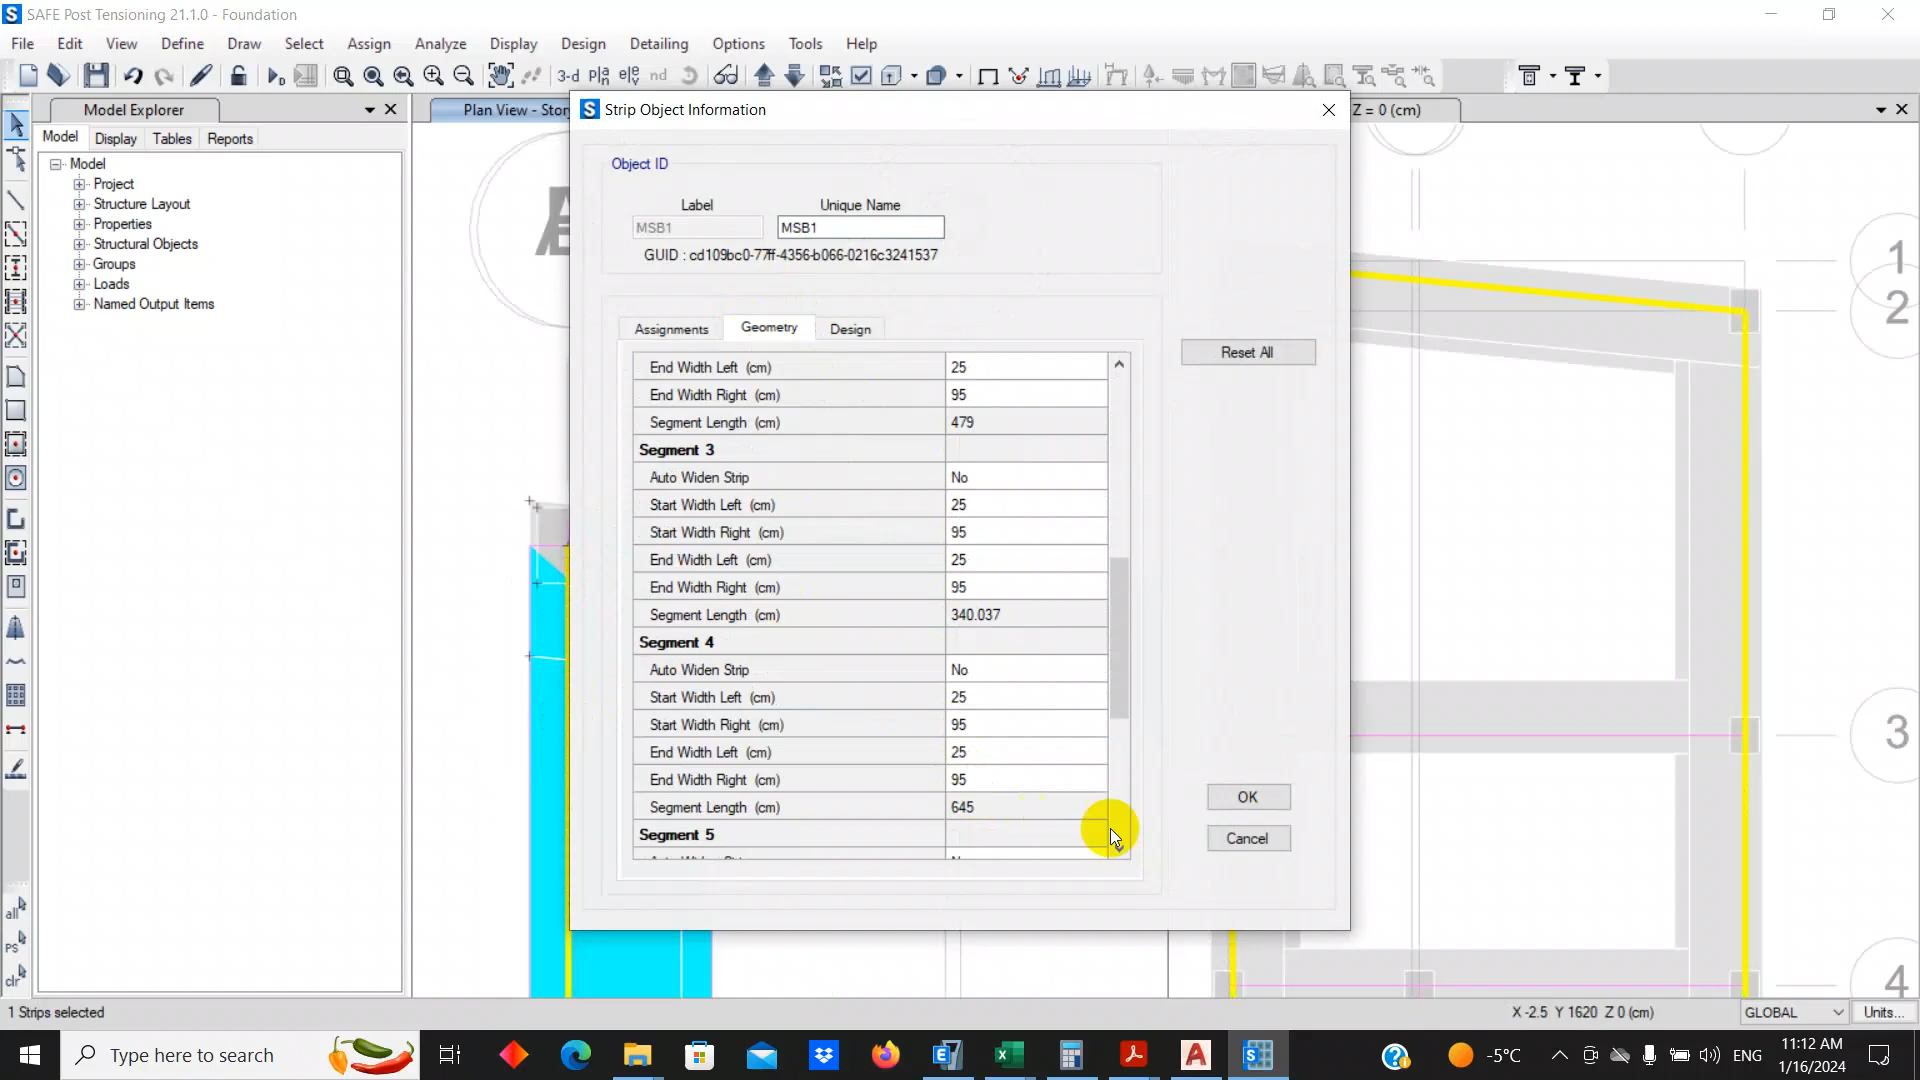 SAFE Post Tensioning 21.1.0 - Foundation
File Edit View Define Draw Select Assign Analyze Display Design Detailing Options Tools Help
3-d Pla ele nd
Model Explorer
Plan View - Stor
Z = 0 (cm)
Model Display Tables Reports
Model
Project
Structure Layout
Properties
Structural Objects
Groups
Loads
Named Output Items
Strip Object Information
Object ID
Label Unique Name
MSB1 MSB1
GUID : cd109bc0-77ff-4356-b066-0216c3241537
Assignments Geometry Design
End Width Left (cm) 25
End Width Right (cm) 95
Segment Length (cm) 479
Segment 3
Auto Widen Strip No
Start Width Left (cm) 25
Start Width Right (cm) 95
End Width Left (cm) 25
End Width Right (cm) 95
Segment Length (cm) 340.037
Segment 4
Auto Widen Strip No
Start Width Left (cm) 25
Start Width Right (cm) 95
End Width Left (cm) 25
End Width Right (cm) 95
Segment Length (cm) 645
Segment 5
Reset All
OK
Cancel
1
2
3
4
all
PS
clr
1 Strips selected
X -2.5 Y 1620 Z 0 (cm)
GLOBAL
Units...
Type here to search
-5°C
ENG
11:12 AM
1/16/2024